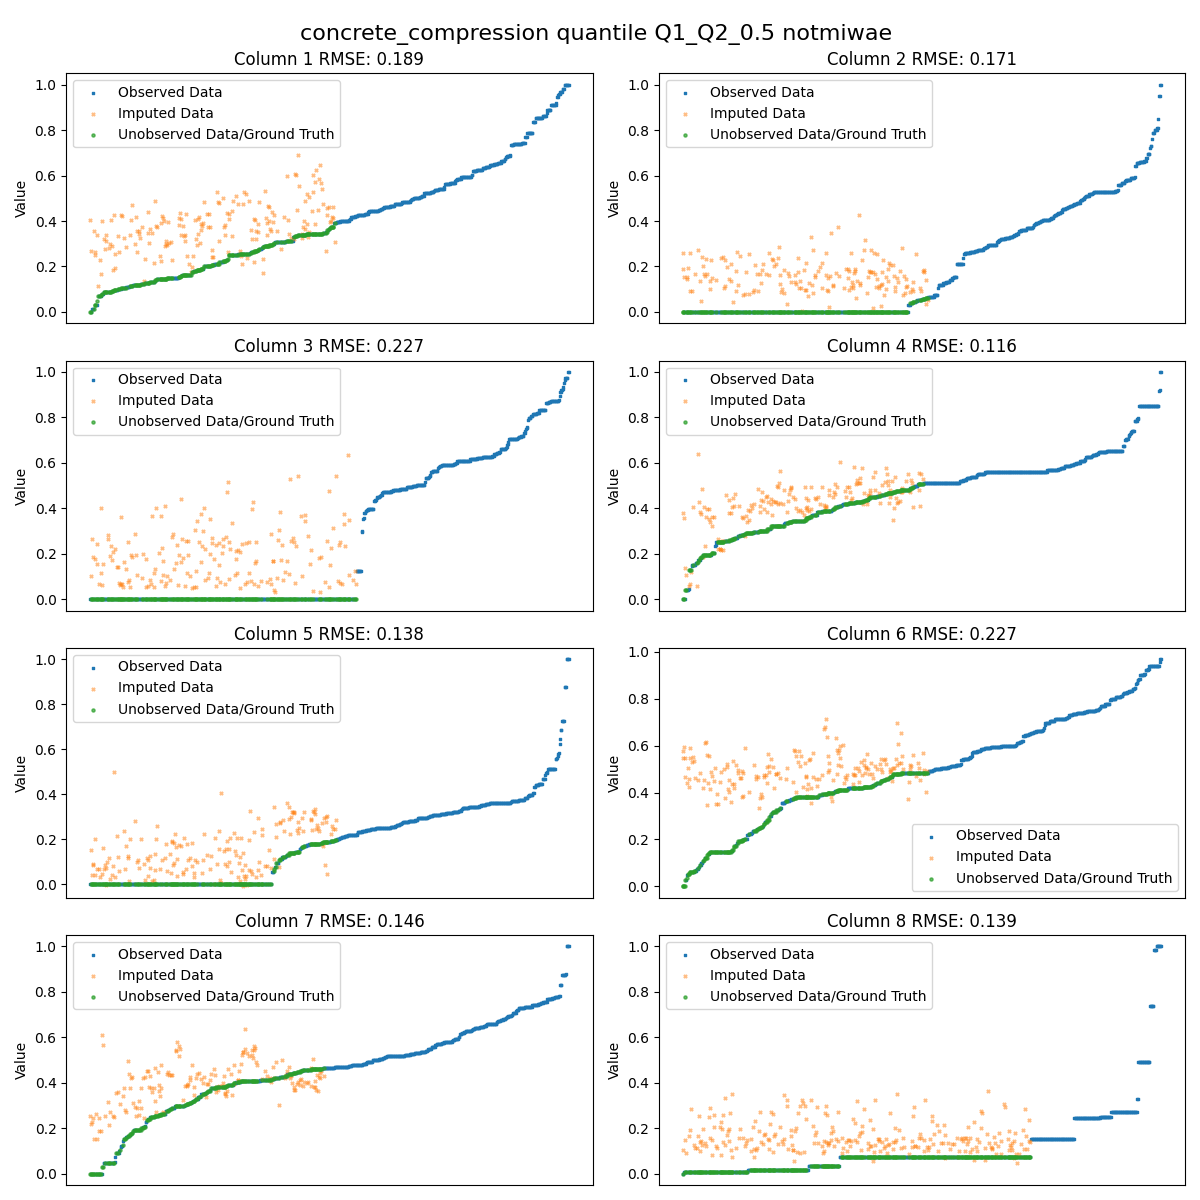 concrete_compression quantile Q1_Q2_0.5 notmiwae
Column 1 RMSE: 0.189
1.0
0.8
0.6
0.4
0.2
0.0
Value
Observed Data
Imputed Data
Unobserved Data/Ground Truth
Column 2 RMSE: 0.171
1.0
0.8
0.6
0.4
0.2
0.0
Value
Observed Data
Imputed Data
Unobserved Data/Ground Truth
Column 3 RMSE: 0.227
1.0
0.8
0.6
0.4
0.2
0.0
Value
Observed Data
Imputed Data
Unobserved Data/Ground Truth
Column 4 RMSE: 0.116
1.0
0.8
0.6
0.4
0.2
0.0
Value
Observed Data
Imputed Data
Unobserved Data/Ground Truth
Column 5 RMSE: 0.138
1.0
0.8
0.6
0.4
0.2
0.0
Value
Observed Data
Imputed Data
Unobserved Data/Ground Truth
Column 6 RMSE: 0.227
1.0
0.8
0.6
0.4
0.2
0.0
Value
Observed Data
Imputed Data
Unobserved Data/Ground Truth
Column 7 RMSE: 0.146
1.0
0.8
0.6
0.4
0.2
0.0
Value
Observed Data
Imputed Data
Unobserved Data/Ground Truth
Column 8 RMSE: 0.139
1.0
0.8
0.6
0.4
0.2
0.0
Value
Observed Data
Imputed Data
Unobserved Data/Ground Truth